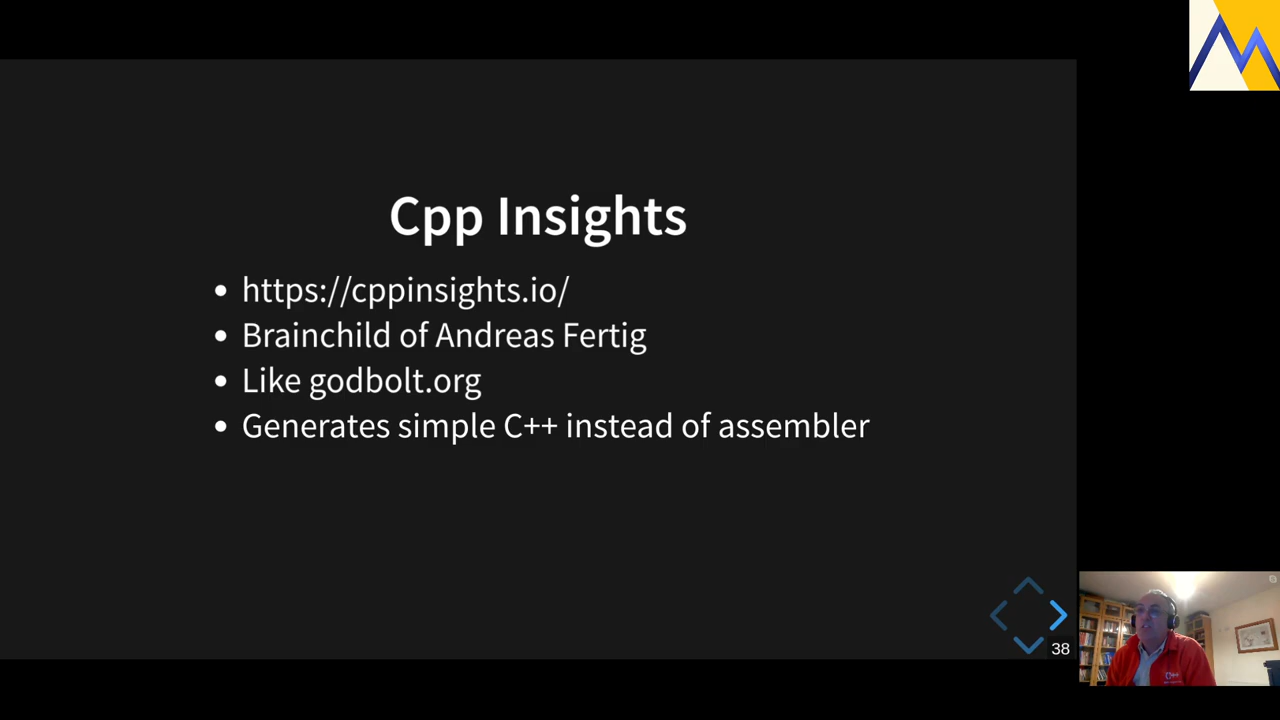 Cpp Insights
https://cppinsights.io/
Brainchild of Andreas Fertig
Like godbolt.org
Generates simple C++ instead of assembler
38
C++